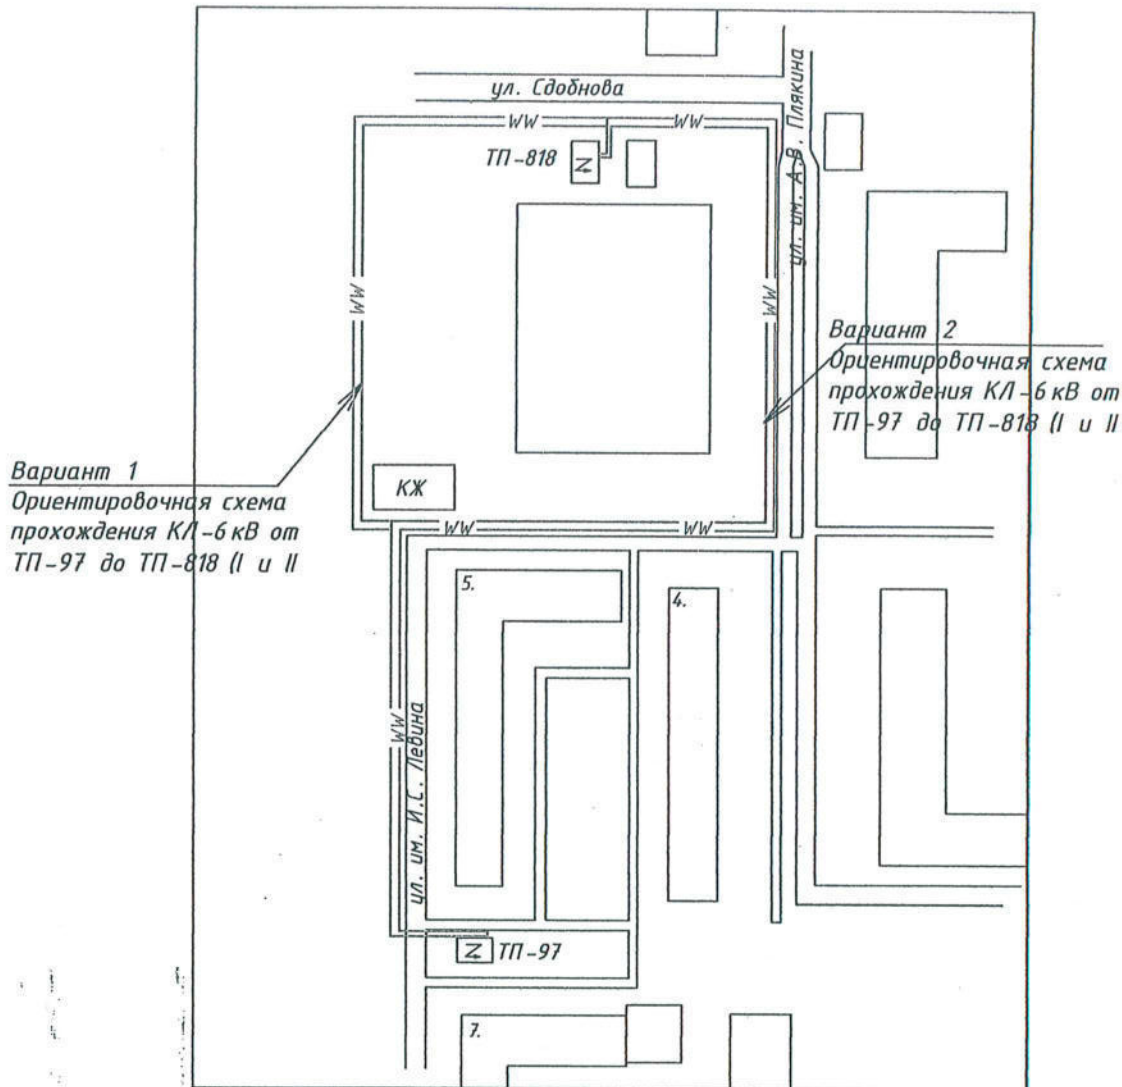 ул. Сдобнова
ул. им. А.В. Плякина
WW
WW
ТП-818
WW
WW
Вариант 2
Ориентировочная схема
прохождения КЛ-6 кВ от
ТП-97 до ТП-818 (I и II
Вариант 1
Ориентировочная схема
прохождения КЛ-6 кВ от
ТП-97 до ТП-818 (I и II
КЖ
WW
WW
5.
4.
WW
ул. им. И.С. Левина
ТП-97
7.